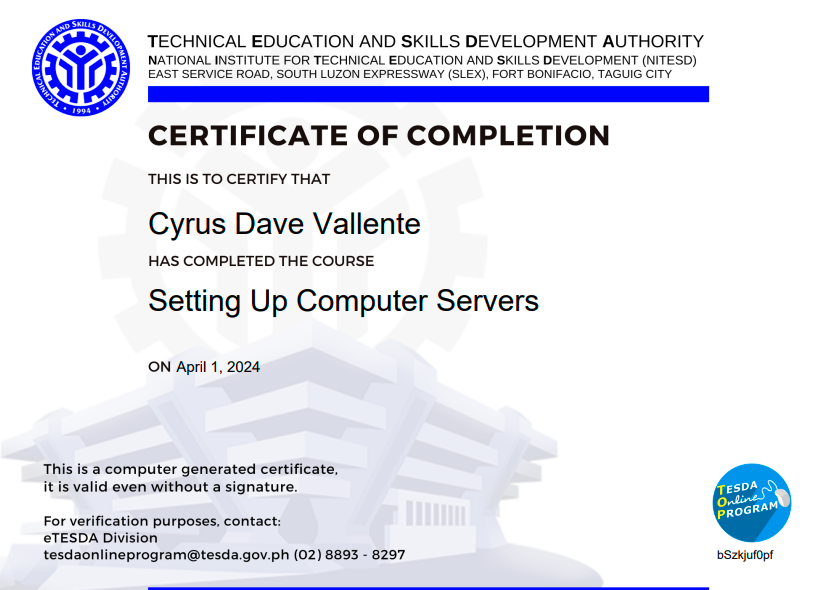 TECHNICAL EDUCATION AND SKILLS DEVELOPMENT AUTHORITY
NATIONAL INSTITUTE FOR TECHNICAL EDUCATION AND SKILLS DEVELOPMENT (NITESD)
EAST SERVICE ROAD, SOUTH LUZON EXPRESSWAY (SLEX), FORT BONIFACIO, TAGUIG CITY
TECHNICAL EDUCATION AND SKILLS DEVELOPMENT AUTHORITY
• 1994 •
CERTIFICATE OF COMPLETION
THIS IS TO CERTIFY THAT
Cyrus Dave Vallente
HAS COMPLETED THE COURSE
Setting Up Computer Servers
ON April 1, 2024
This is a computer generated certificate,
it is valid even without a signature.
For verification purposes, contact:
eTESDA Division
tesdaonlineprogram@tesda.gov.ph (02) 8893 - 8297
TESDA
Online
PROGRAM
bSzkjuf0pf